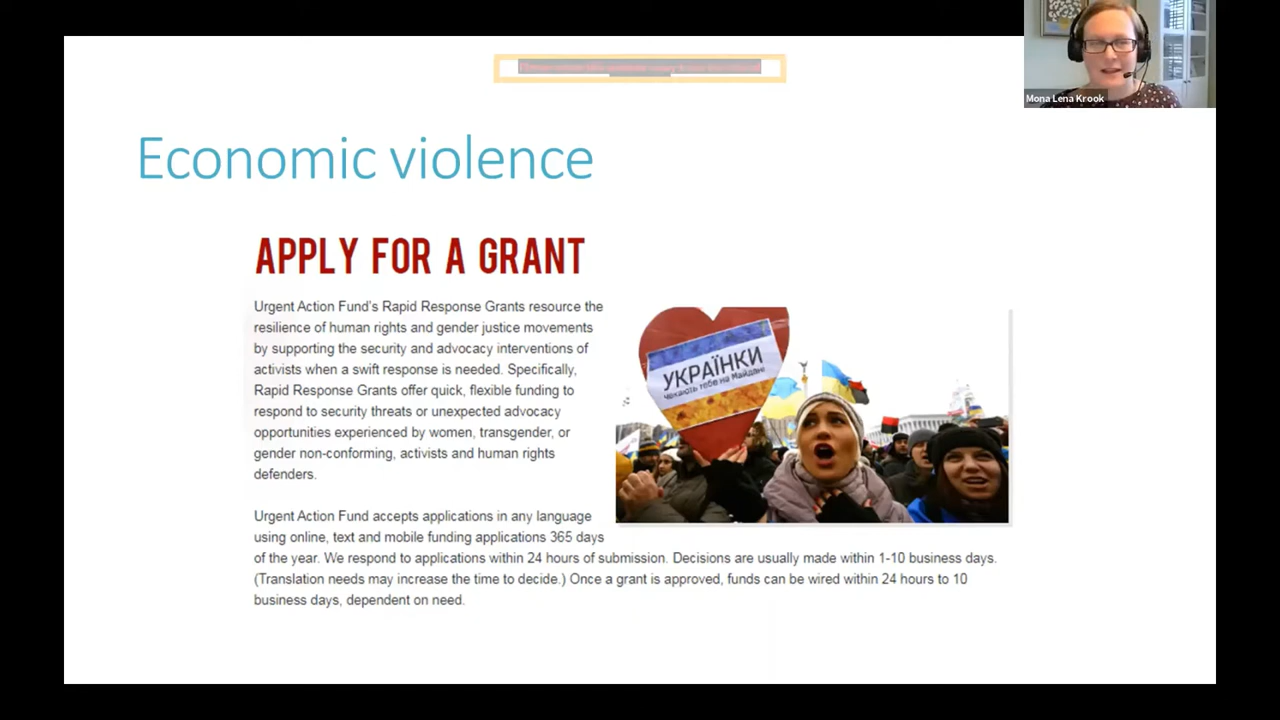 Mona Lena Krook
Economic violence
APPLY FOR A GRANT
Urgent Action Fund's Rapid Response Grants resource the
resilience of human rights and gender justice movements
by supporting the security and advocacy interventions of
activists when a swift response is needed. Specifically,
Rapid Response Grants offer quick, flexible funding to
respond to security threats or unexpected advocacy
opportunities experienced by women, transgender, or
gender non-conforming, activists and human rights
defenders.
УКРАЇНКИ
чекають тебе на Майдані
Urgent Action Fund accepts applications in any language
using online, text and mobile funding applications 365 days
of the year. We respond to applications within 24 hours of submission. Decisions are usually made within 1-10 business days.
(Translation needs may increase the time to decide.) Once a grant is approved, funds can be wired within 24 hours to 10
business days, dependent on need.